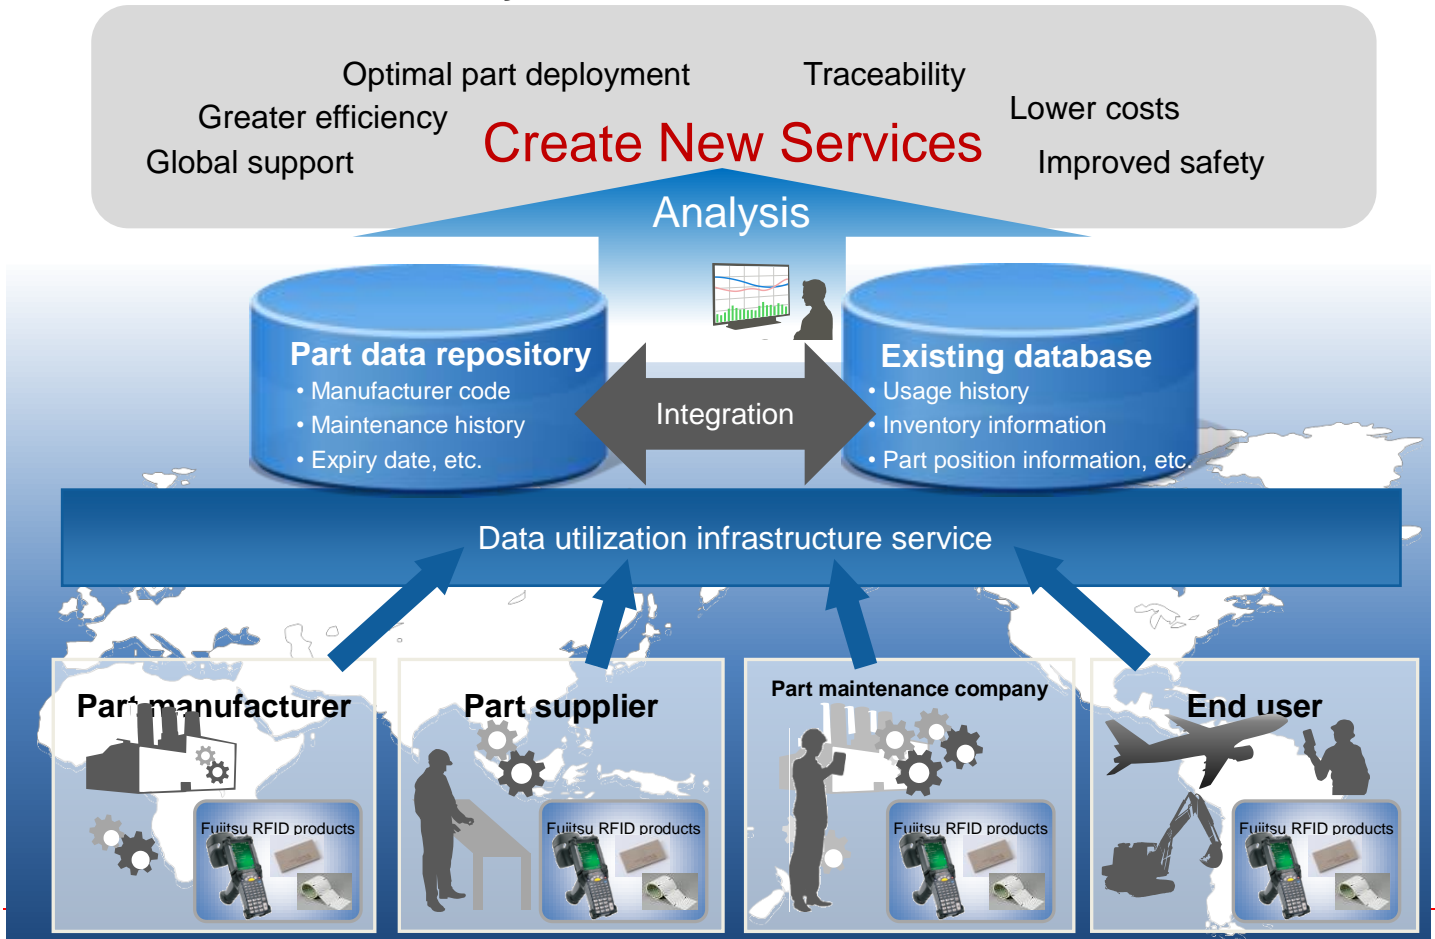 Optimal part deployment
Traceability
Greater efficiency
Lower costs
Create New Services
Global support
Improved safety
Analysis
Part data repository
• Manufacturer code
• Maintenance history
• Expiry date, etc.
Integration
Existing database
• Usage history
• Inventory information
• Part position information, etc.
Data utilization infrastructure service
Part manufacturer
Part supplier
Part maintenance company
End user
Fujitsu RFID products
Fujitsu RFID products
Fujitsu RFID products
Fujitsu RFID products